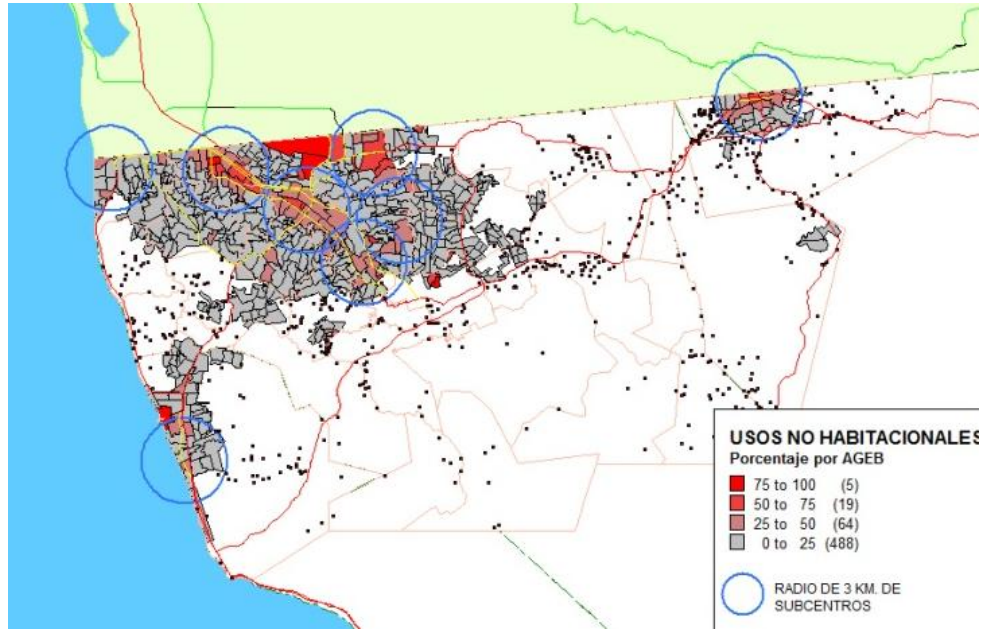 USOS NO HABITACIONALES
Porcentaje por AGEB
75 to 100 (5)
50 to 75 (19)
25 to 50 (64)
0 to 25 (488)
RADIO DE 3 KM. DE
SUBCENTROS